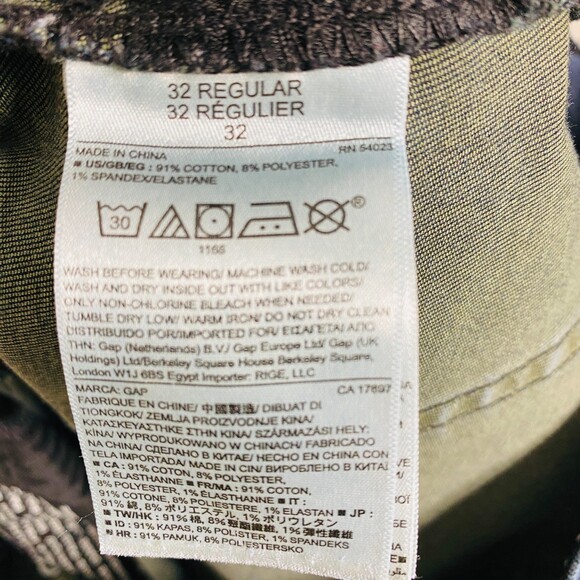 32 REGULAR
32 RÉGULIER
32
MADE IN CHINA RN 54023
■ US/GB/EG : 91% COTTON, 8% POLYESTER,
1% SPANDEX/ELASTANE
30
®
1166
WASH BEFORE WEARING/ MACHINE WASH COLD/
WASH AND DRY INSIDE OUT WITH LIKE COLORS/
ONLY NON-CHLORINE BLEACH WHEN NEEDED/
TUMBLE DRY LOW/ WARM IRON/ DO NOT DRY CLEAN
DISTRIBUIDO POR/IMPORTED FOR/ ΕΙΣΑΓΕΤΑΙ ΑΠΟ
THN: Gap (Netherlands) B.V./ Gap Europe Ltd/ Gap (UK
Holdings) Ltd/Berkeley Square House Berkeley Square,
London W1J 6BS Egypt Importer: RIGE, LLC
MARCA: GAP CA 17897
FABRIQUE EN CHINE/ 中國製造/ DIBUAT DI
TIONGKOK/ ZEMLJA PROIZVODNJE KINA/
ΚΑΤΑΣΚΕΥΑΣΤΗΚΕ ΣΤΗΝ ΚΙΝΑ/ SZÁRMAZÁSI HELY:
KÍNA/ WYPRODUKOWANO W CHINACH/ FABRICADO
NA CHINA/ СДЕЛАНО В КИТАЕ/ HECHO EN CHINA CON
TELA IMPORTADA/ MADE IN CIN/ ВИРОБЛЕНО В КИТАЇ
■ CA : 91% COTTON, 8% POLYESTER,
1% ÉLASTHANNE ■ FR/MA : 91% COTON,
8% POLYESTER, 1% ÉLASTHANNE ■ IT :
91% COTONE, 8% POLIESTERE, 1% ELASTAN ■ JP :
91% 綿, 8% ポリエステル, 1% ポリウレタン
■ TW/HK : 91% 棉, 8% 聚酯纖維, 1% 彈性纖維
■ ID : 91% KAPAS, 8% POLISTER, 1% SPANDEKS
■ HR : 91% PAMUK, 8% POLIESTERSKO